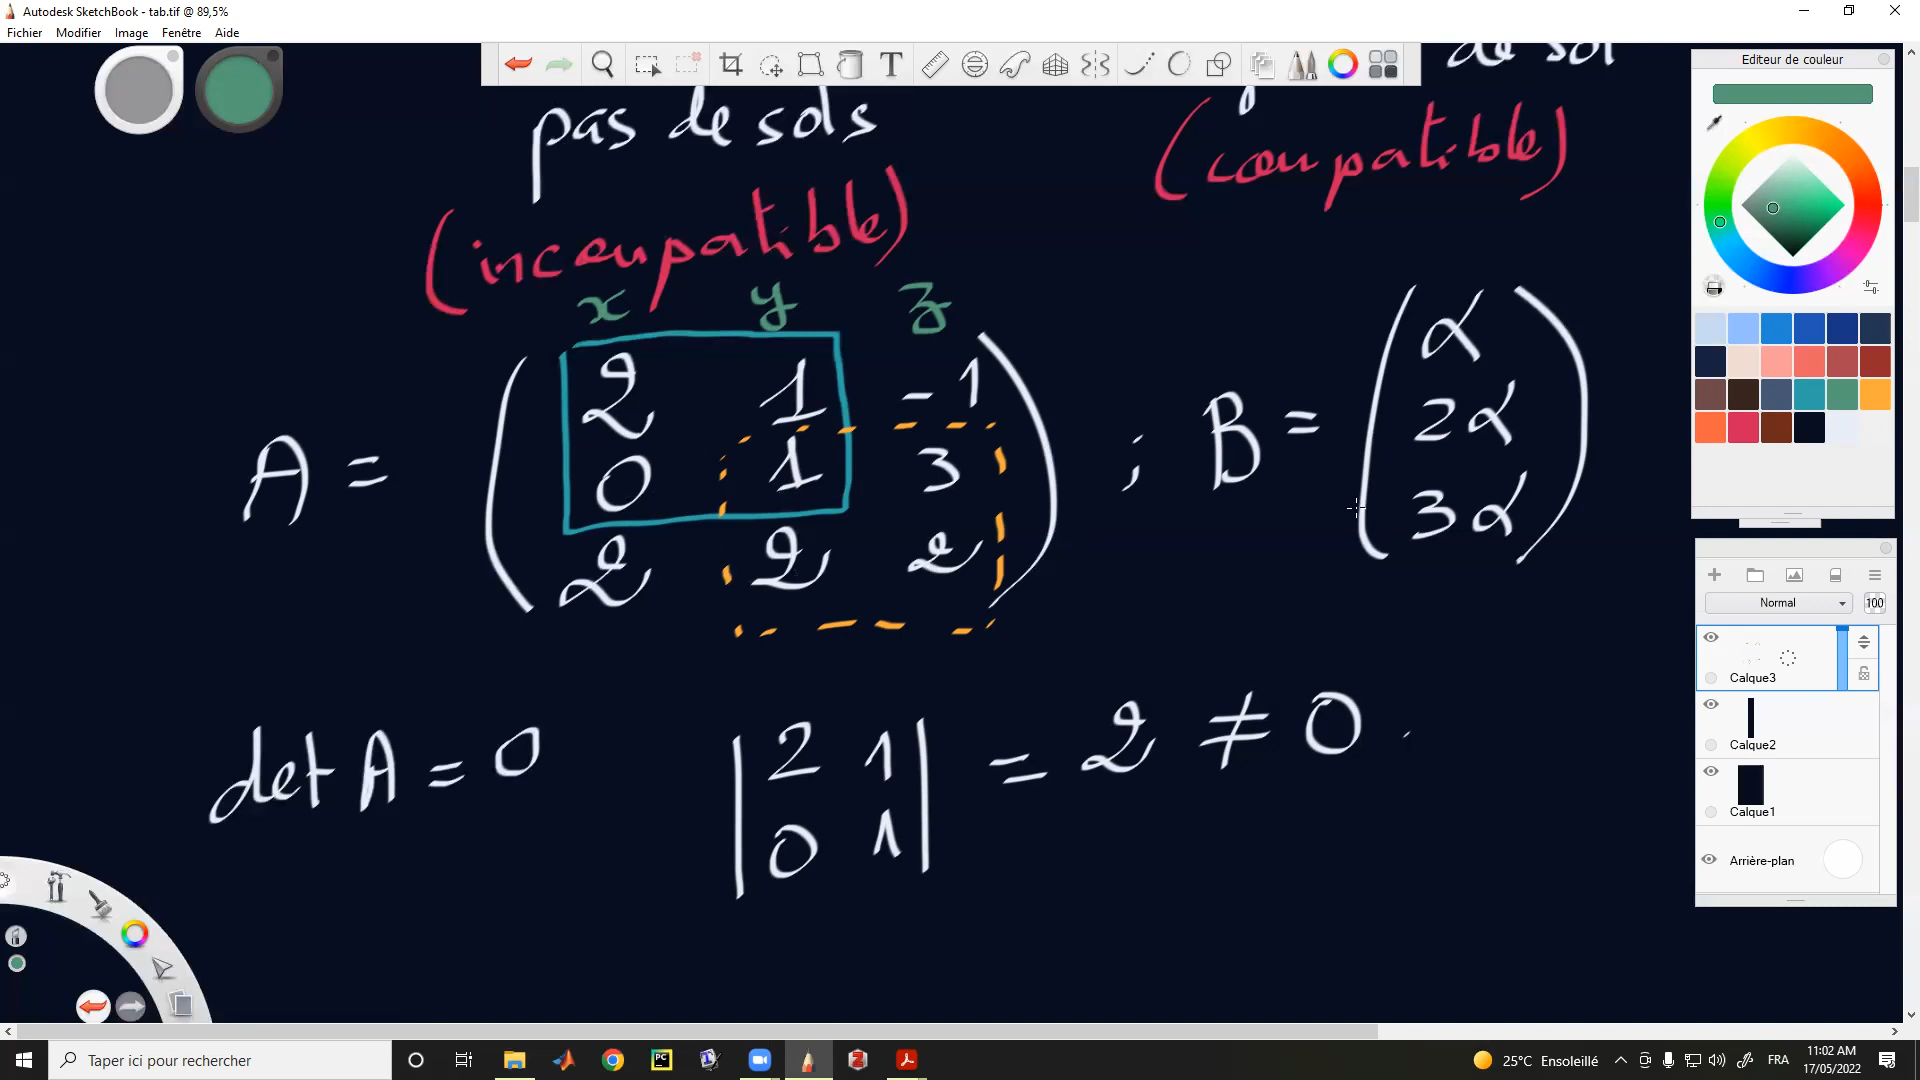 Autodesk SketchBook - tab.tif @ 89,5%
Fichier Modifier Image Fenêtre Aide
de sol
pas de sols
(compatible)
(incompatible)
x y z
A = ( 2 1 -1
0 1 3
2 2 2 ) ; B = ( α
2α
3α )
det A = 0 | 2 1
0 1 | = 2 ≠ 0 .
Editeur de couleur
Normal 100
Calque3
Calque2
Calque1
Arrière-plan
Taper ici pour rechercher
PC
25°C Ensoleillé
FRA
11:02 AM
17/05/2022